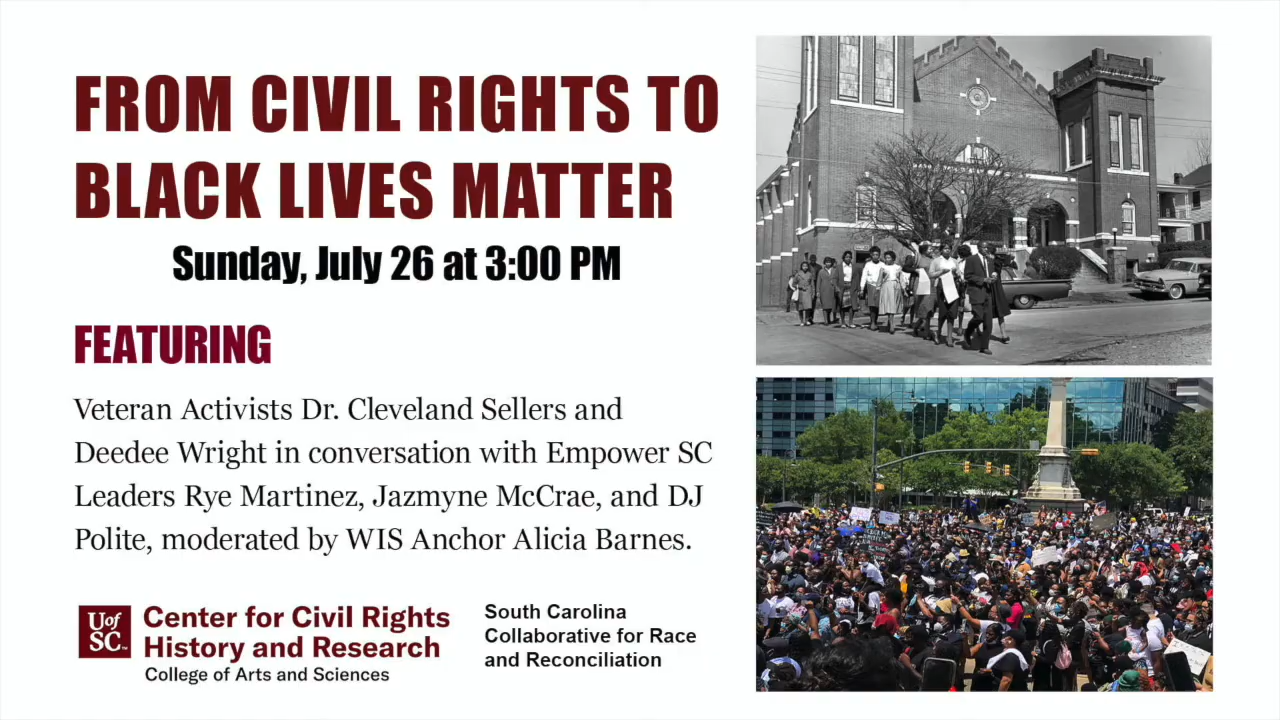 FROM CIVIL RIGHTS TO
BLACK LIVES MATTER
Sunday, July 26 at 3:00 PM
FEATURING
Veteran Activists Dr. Cleveland Sellers and
Deedee Wright in conversation with Empower SC
Leaders Rye Martinez, Jazmyne McCrae, and DJ
Polite, moderated by WIS Anchor Alicia Barnes.
UofSC
Center for Civil Rights
History and Research
College of Arts and Sciences
South Carolina
Collaborative for Race
and Reconciliation